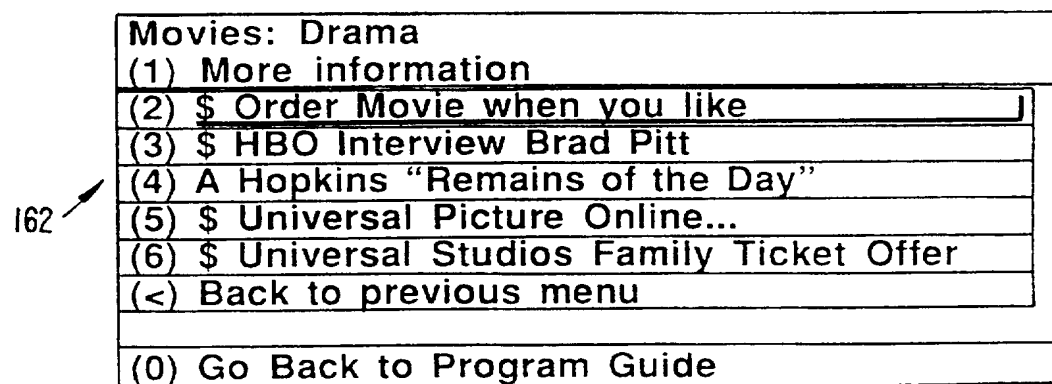 Movies: Drama
(1) More information
(2) $ Order Movie when you like
(3) $ HBO Interview Brad Pitt
(4) A Hopkins “Remains of the Day”
162
(5) $ Universal Picture Online...
(6) $ Universal Studios Family Ticket Offer
(<) Back to previous menu
(0) Go Back to Program Guide